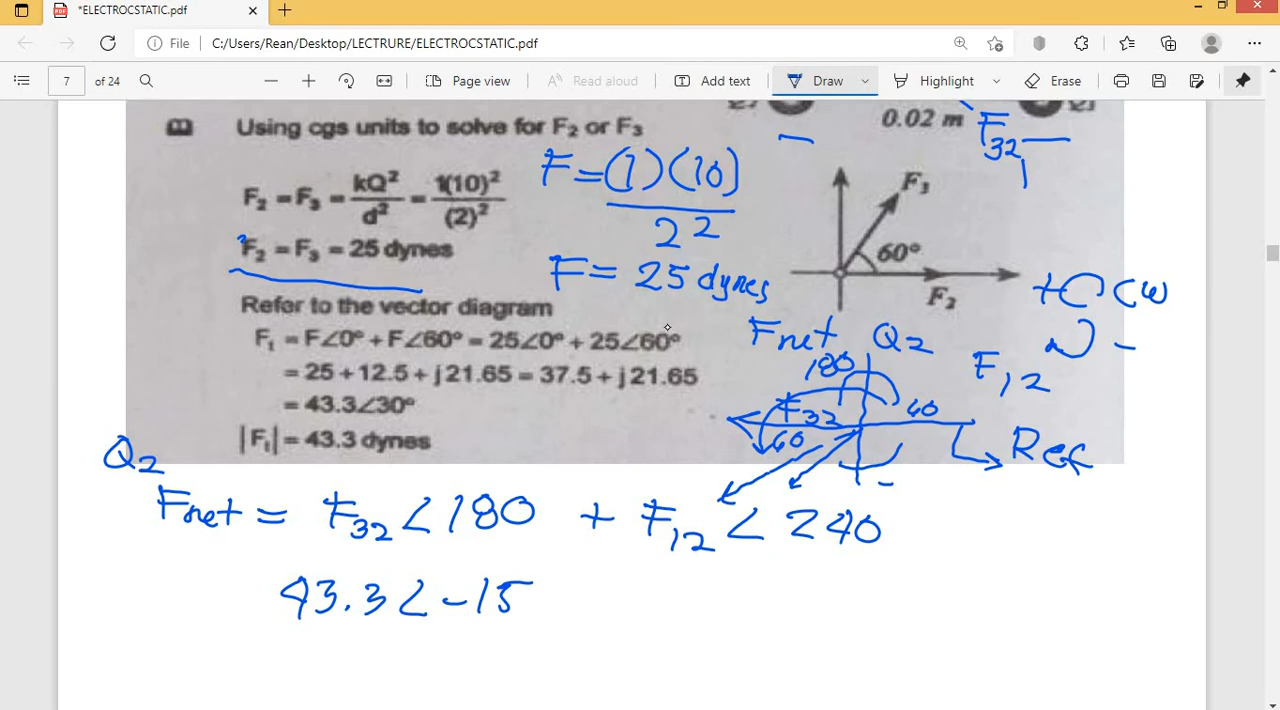 *ELECTROCSTATIC.pdf
File C:/Users/Rean/Desktop/LECTRURE/ELECTROCSTATIC.pdf
7 of 24 Page view Read aloud Add text Draw Highlight Erase
0.02 m F32
Using cgs units to solve for F₂ or F₃
F₂ = F₃ = kQ²/d² = 1(10)²/(2)²
F = (1)(10)/2²
F₃
60°
F₂
F₂ = F₃ = 25 dynes
F = 25 dynes
+ CCW
-
Refer to the vector diagram
F₁ = F∠0° + F∠60° = 25∠0° + 25∠60°
= 25 + 12.5 + j21.65 = 37.5 + j21.65
= 43.3∠30°
|F₁| = 43.3 dynes
Fnet Q2
180 F12
F32 60
60 Ref
-
Q2
Fnet = F32 < 180 + F12 < 240
43.3 < -15